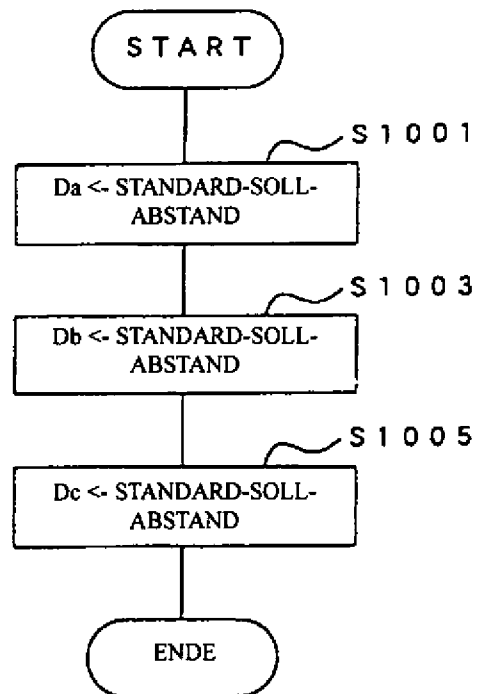 START
S1001
Da <- STANDARD-SOLL-
ABSTAND
S1003
Db <- STANDARD-SOLL-
ABSTAND
S1005
Dc <- STANDARD-SOLL-
ABSTAND
ENDE